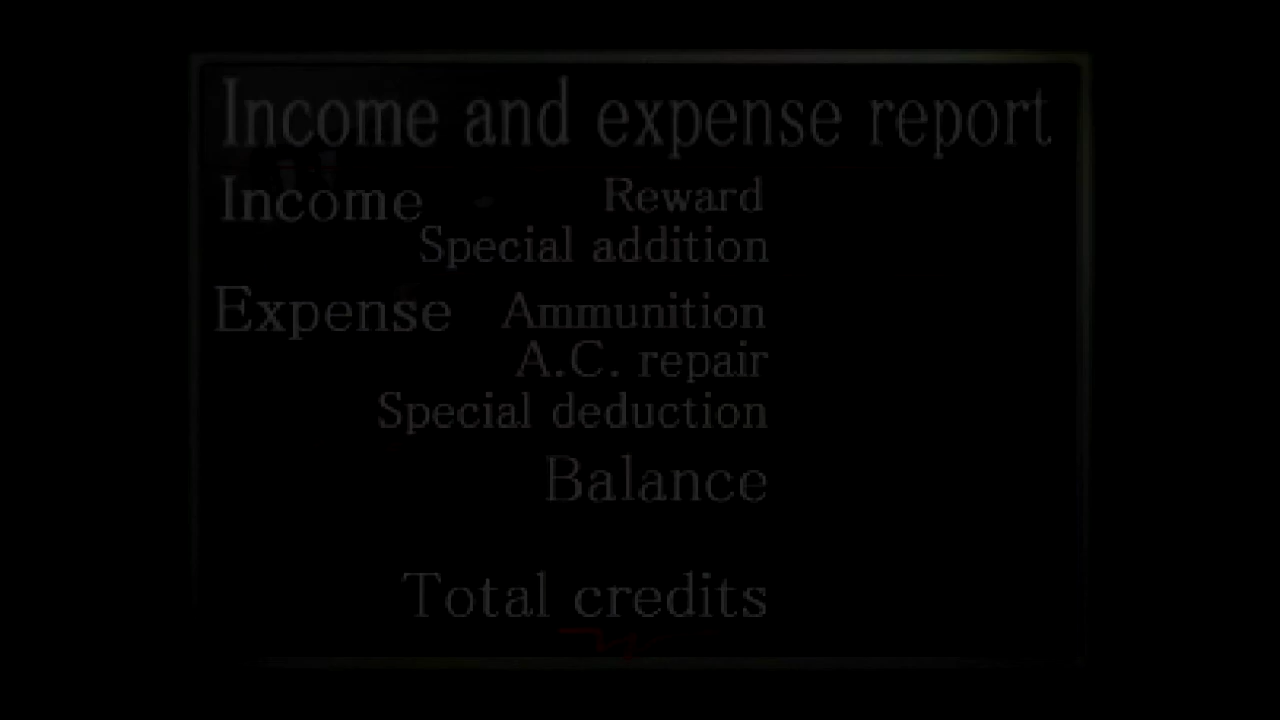 Income and expense report
Income Reward
Special addition
Expense Ammunition
A.C. repair
Special deduction
Balance
Total credits